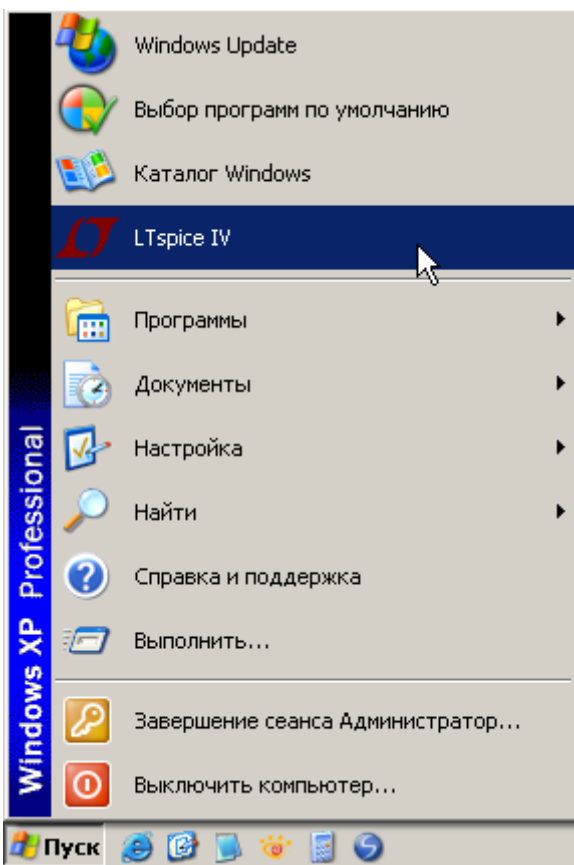 Windows Update
Выбор программ по умолчанию
Каталог Windows
LTspice IV
Программы
Документы
Настройка
Найти
Справка и поддержка
Выполнить...
Завершение сеанса Администратор...
Выключить компьютер...
Windows XP Professional
Пуск